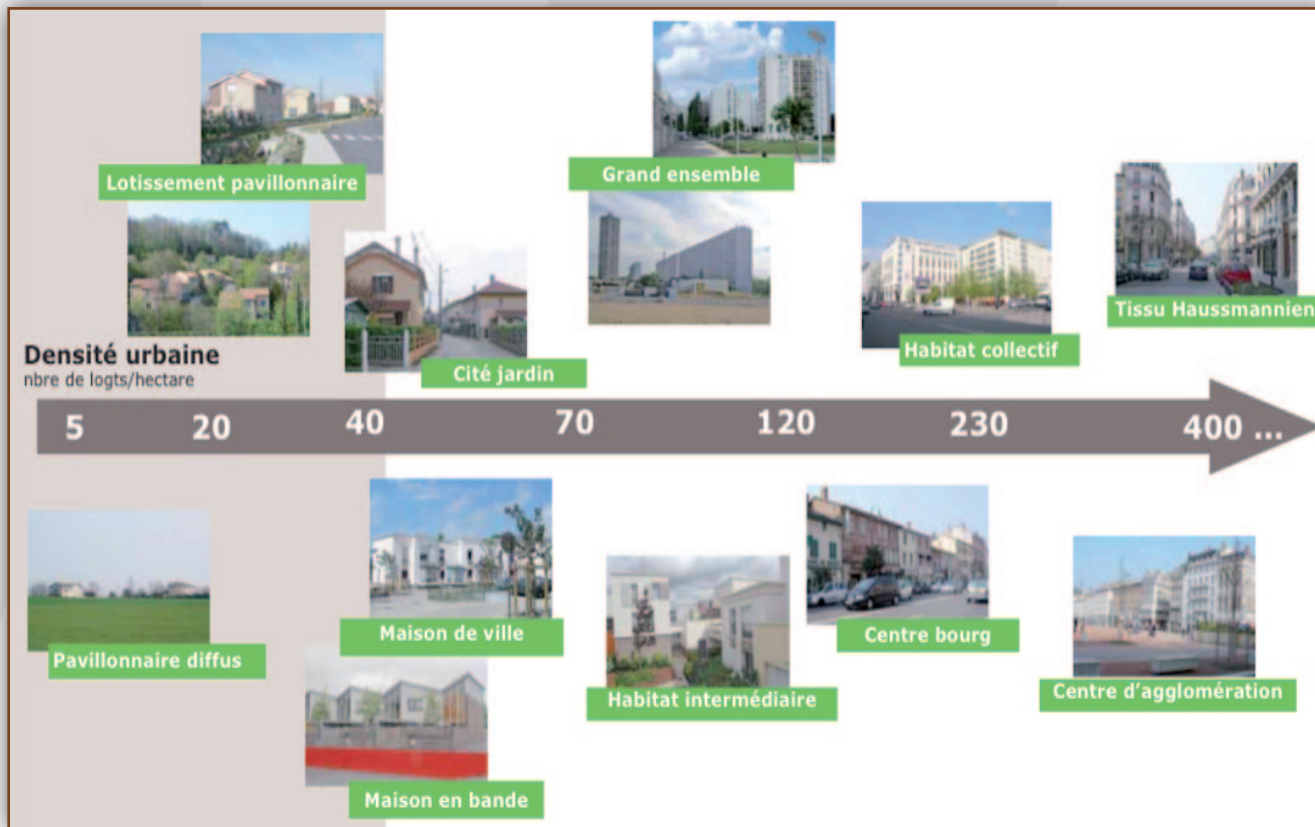 Lotissement pavillonnaire
Grand ensemble
Tissu Haussmannien
Habitat collectif
Cité jardin
Densité urbaine
nbre de logts/hectare
5 20 40 70 120 230 400 ...
Maison de ville
Centre bourg
Pavillonnaire diffus
Habitat intermédiaire
Centre d'agglomération
Maison en bande